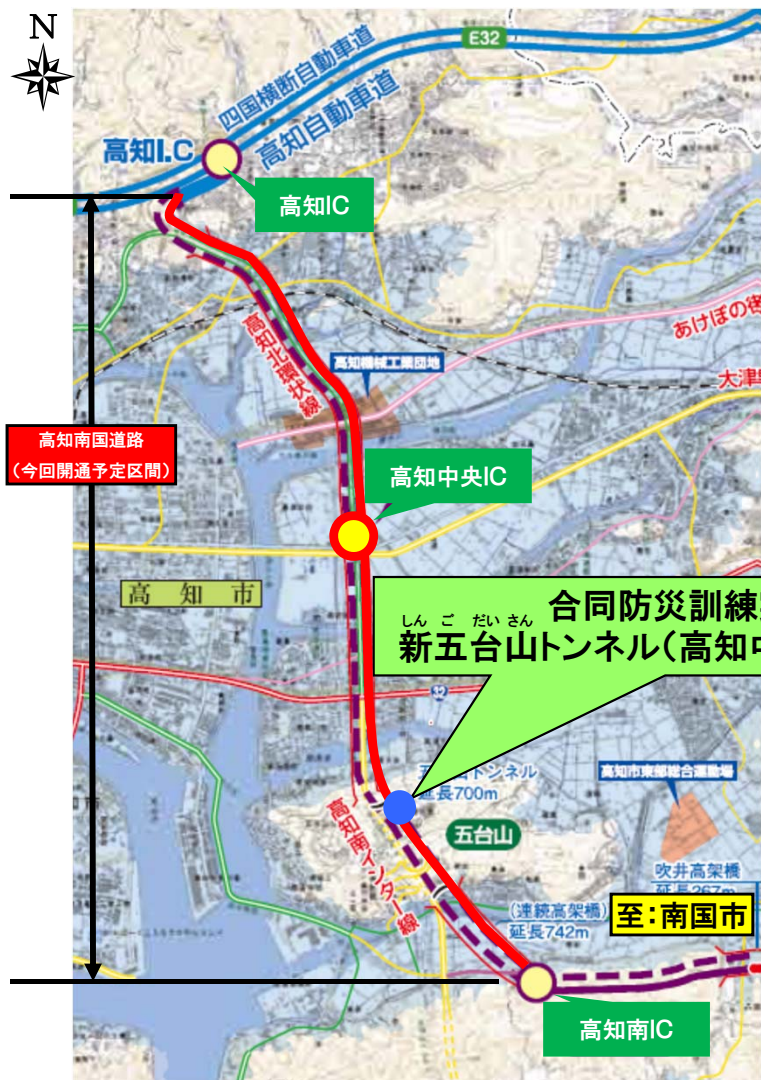 N
E32
四国横断自動車道
高知自動車道
高知I.C
高知IC
あけぼの街
高知北環状線
高知機械工業団地
大津
高知南国道路
（今回開通予定区間）
高知中央IC
高知市
合同防災訓練
しんごだいさん
新五台山トンネル（高知中
32
トンネル
延長700m
高知市東部総合運動場
五台山
高知南インター線
吹井高架橋
延長267m
（連続高架橋）
延長742m
至：南国市
高知南IC